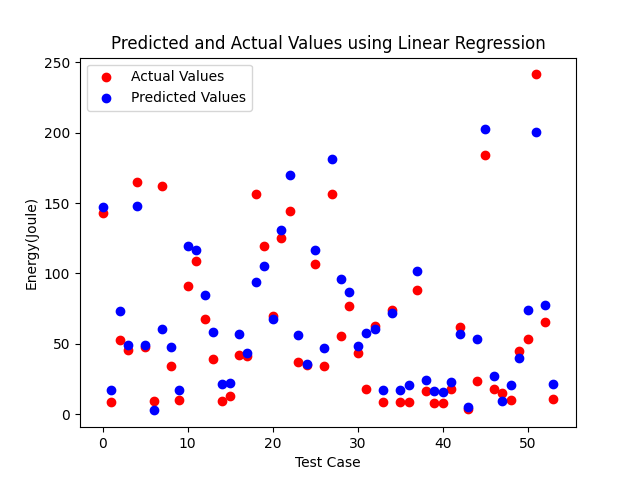 Predicted and Actual Values using Linear Regression
Actual Values
Predicted Values
Energy(Joule)
250
200
150
100
50
0
0 10 20 30 40 50
Test Case